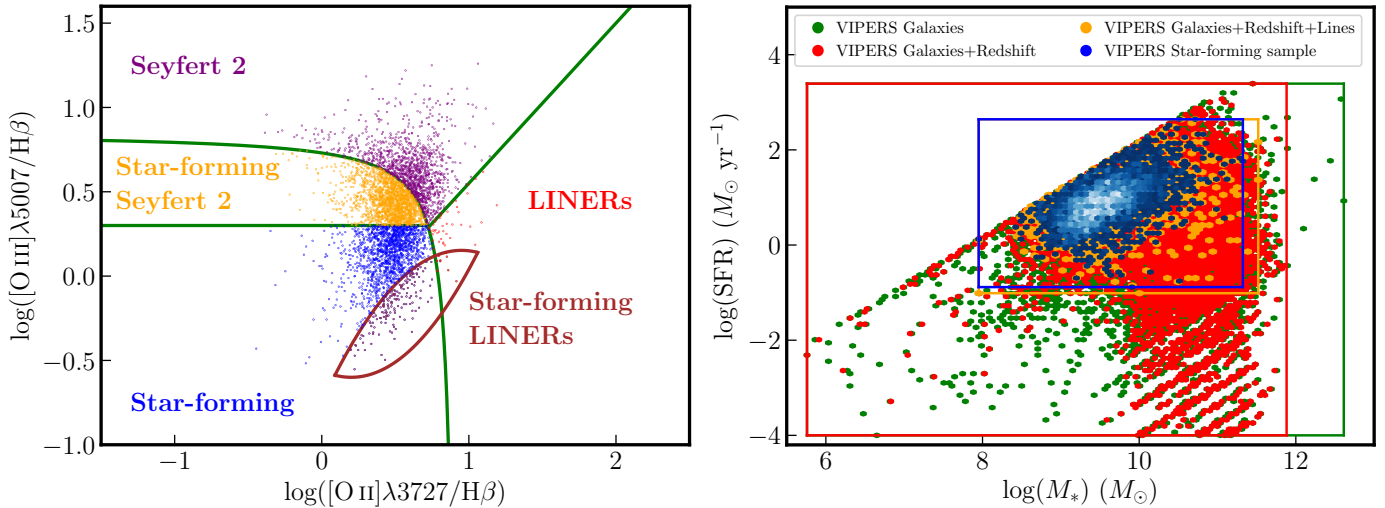 log([O III]λ5007/Hβ)
1.5
1.0
0.5
0.0
−0.5
−1.0
Seyfert 2
Star-forming
Seyfert 2
LINERs
Star-forming
LINERs
Star-forming
−1
0
1
2
log([O II]λ3727/Hβ)
VIPERS Galaxies
VIPERS Galaxies+Redshift
VIPERS Galaxies+Redshift+Lines
VIPERS Star-forming sample
log(SFR) (M⊙ yr⁻¹)
4
2
0
−2
−4
6
8
10
12
log(M*) (M⊙)